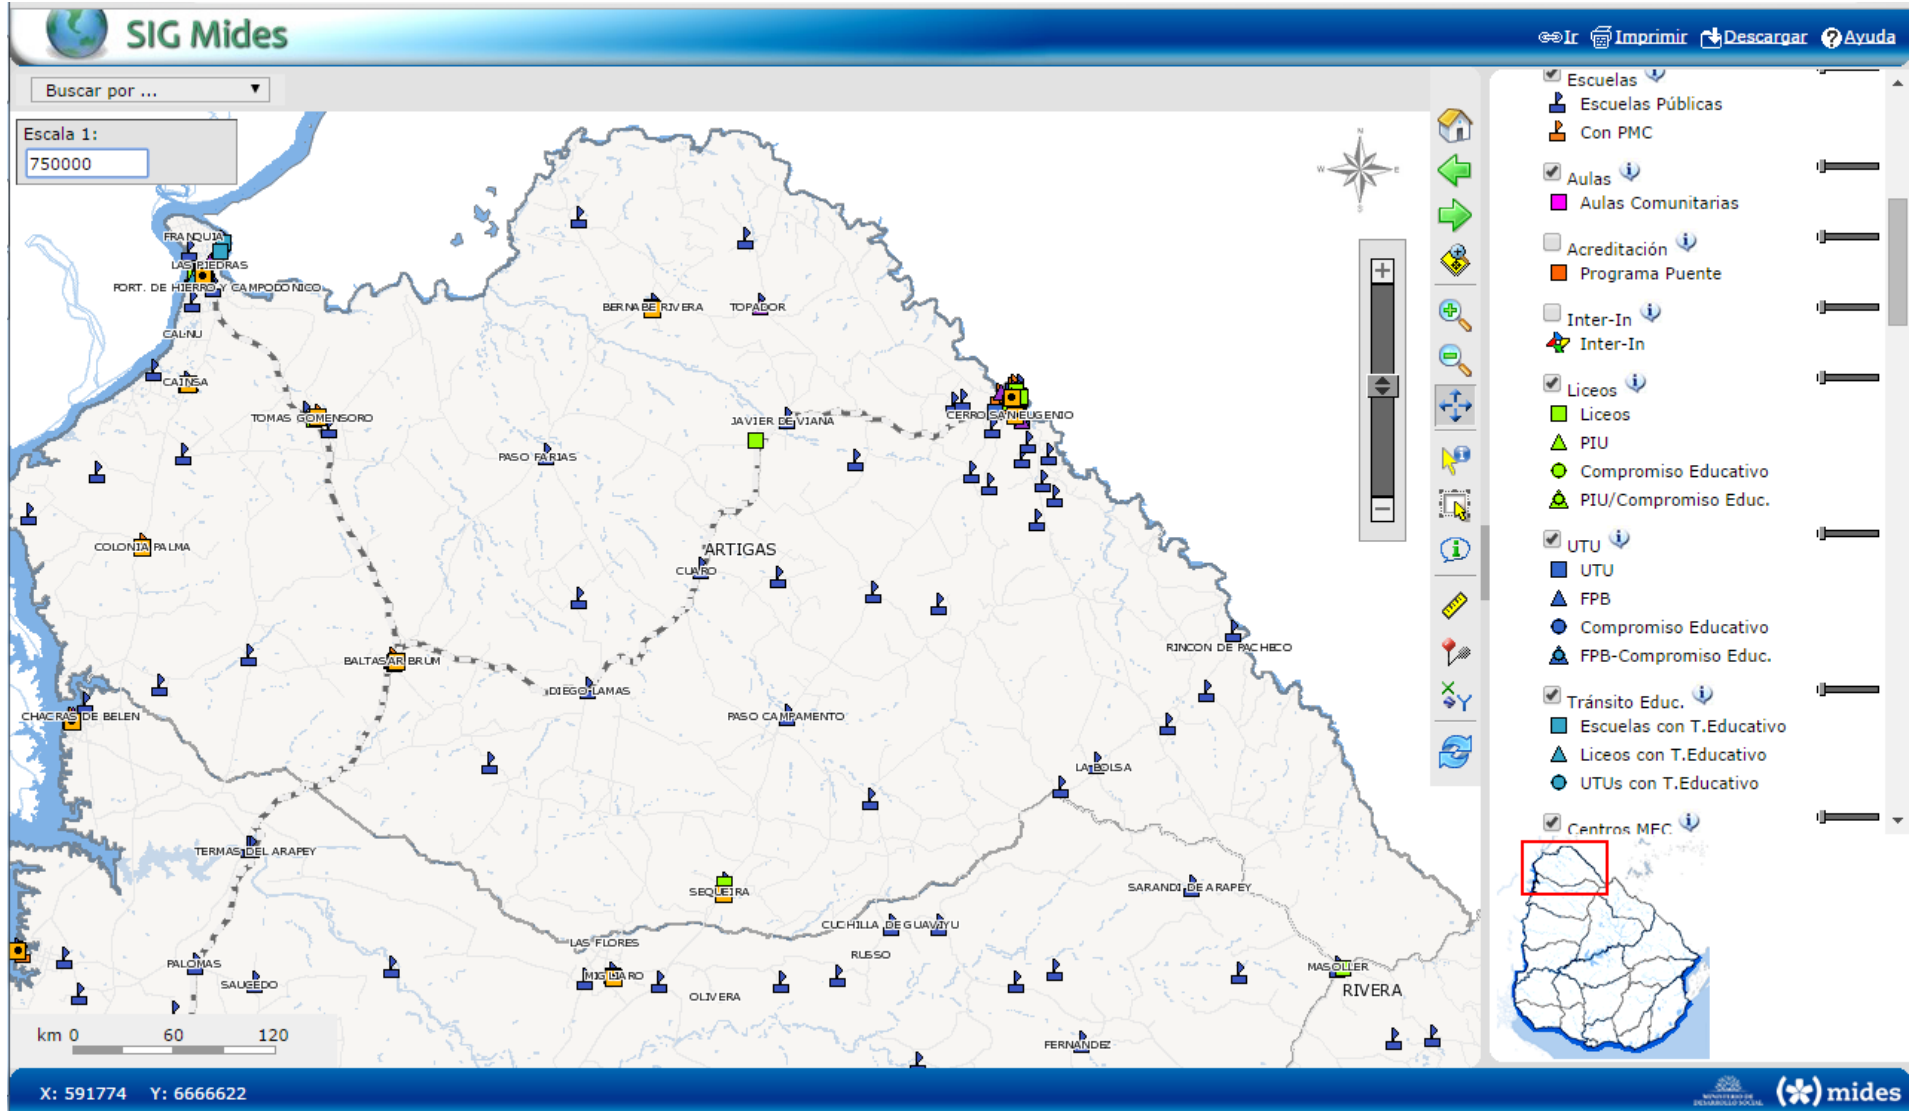 SIG Mides
Ir Imprimir Descargar Ayuda
Buscar por ...
Escala 1:
750000
N
W E
S
FRANQUIA
LAS PIEDRAS
PORT. DE HIERRO Y CAMPODONICO
CALNU
CAINSA
TOMAS GOMENSORO
BERNABE RIVERA
TOPADOR
JAVIER DE VIANA
CERRO SAN EUGENIO
PASO FARIAS
COLONIA PALMA
ARTIGAS
CUARO
RINCON DE PACHECO
BALTASAR BRUM
DIEGO LAMAS
PASO CAMPAMENTO
CHACRAS DE BELEN
LA BOLSA
TERMAS DEL ARAPEY
SEQUEIRA
SARANDI DE ARAPEY
CUCHILLA DE GUAVIYU
LAS FLORES
RUSSO
PALOMAS
MIGLIARO
MASOLLER
SAUCEDO
OLIVERA
RIVERA
FERNANDEZ
km 0 60 120
Escuelas
Escuelas Públicas
Con PMC
Aulas
Aulas Comunitarias
Acreditación
Programa Puente
Inter-In
Inter-In
Liceos
Liceos
PIU
Compromiso Educativo
PIU/Compromiso Educ.
UTU
UTU
FPB
Compromiso Educativo
FPB-Compromiso Educ.
Tránsito Educ.
Escuelas con T.Educativo
Liceos con T.Educativo
UTUs con T.Educativo
Centros MEC
X: 591774 Y: 6666622
MINISTERIO DE
DESARROLLO SOCIAL
mides